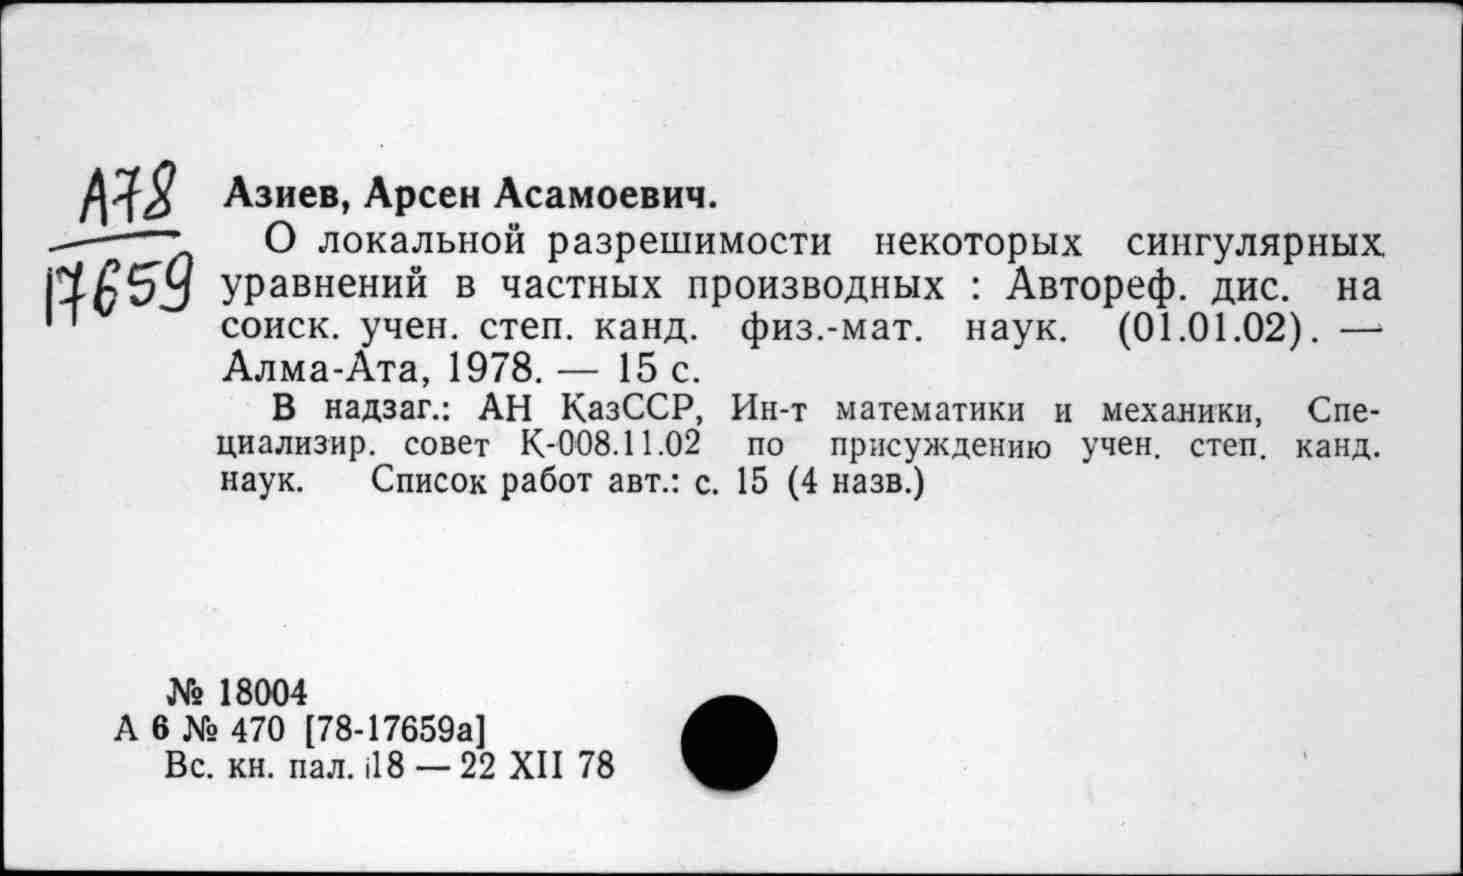 А78
17659
Азиев, Арсен Асамоевич.
О локальной разрешимости некоторых сингулярных
уравнений в частных производных : Автореф. дис. на
соиск. учен. степ. канд. физ.-мат. наук. (01.01.02). —
Алма-Ата, 1978. — 15 с.
В надзаг.: АН КазССР, Ин-т математики и механики, Спе-
циализир. совет К-008.11.02 по присуждению учен. степ. канд.
наук. Список работ авт.: с. 15 (4 назв.)
№ 18004
А 6 № 470 [78-17659а]
Вс. кн. пал. 118 — 22 XII 78